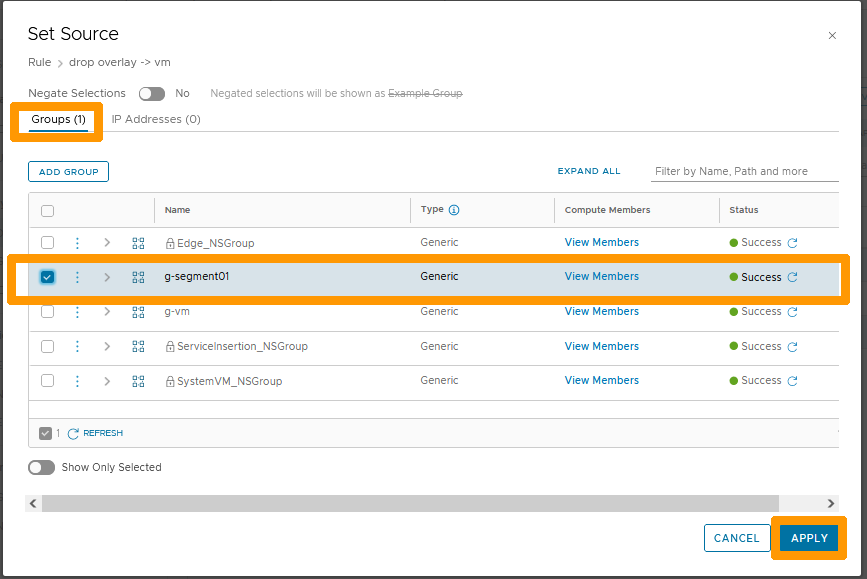 Set Source
Rule > drop overlay -> vm
Negate Selections No Negated selections will be shown as Example Group
Groups (1) IP Addresses (0)
ADD GROUP EXPAND ALL Filter by Name, Path and more
Name Type Compute Members Status
Edge_NSGroup Generic View Members Success
g-segment01 Generic View Members Success
g-vm Generic View Members Success
ServiceInsertion_NSGroup Generic View Members Success
SystemVM_NSGroup Generic View Members Success
1 REFRESH
Show Only Selected
CANCEL APPLY